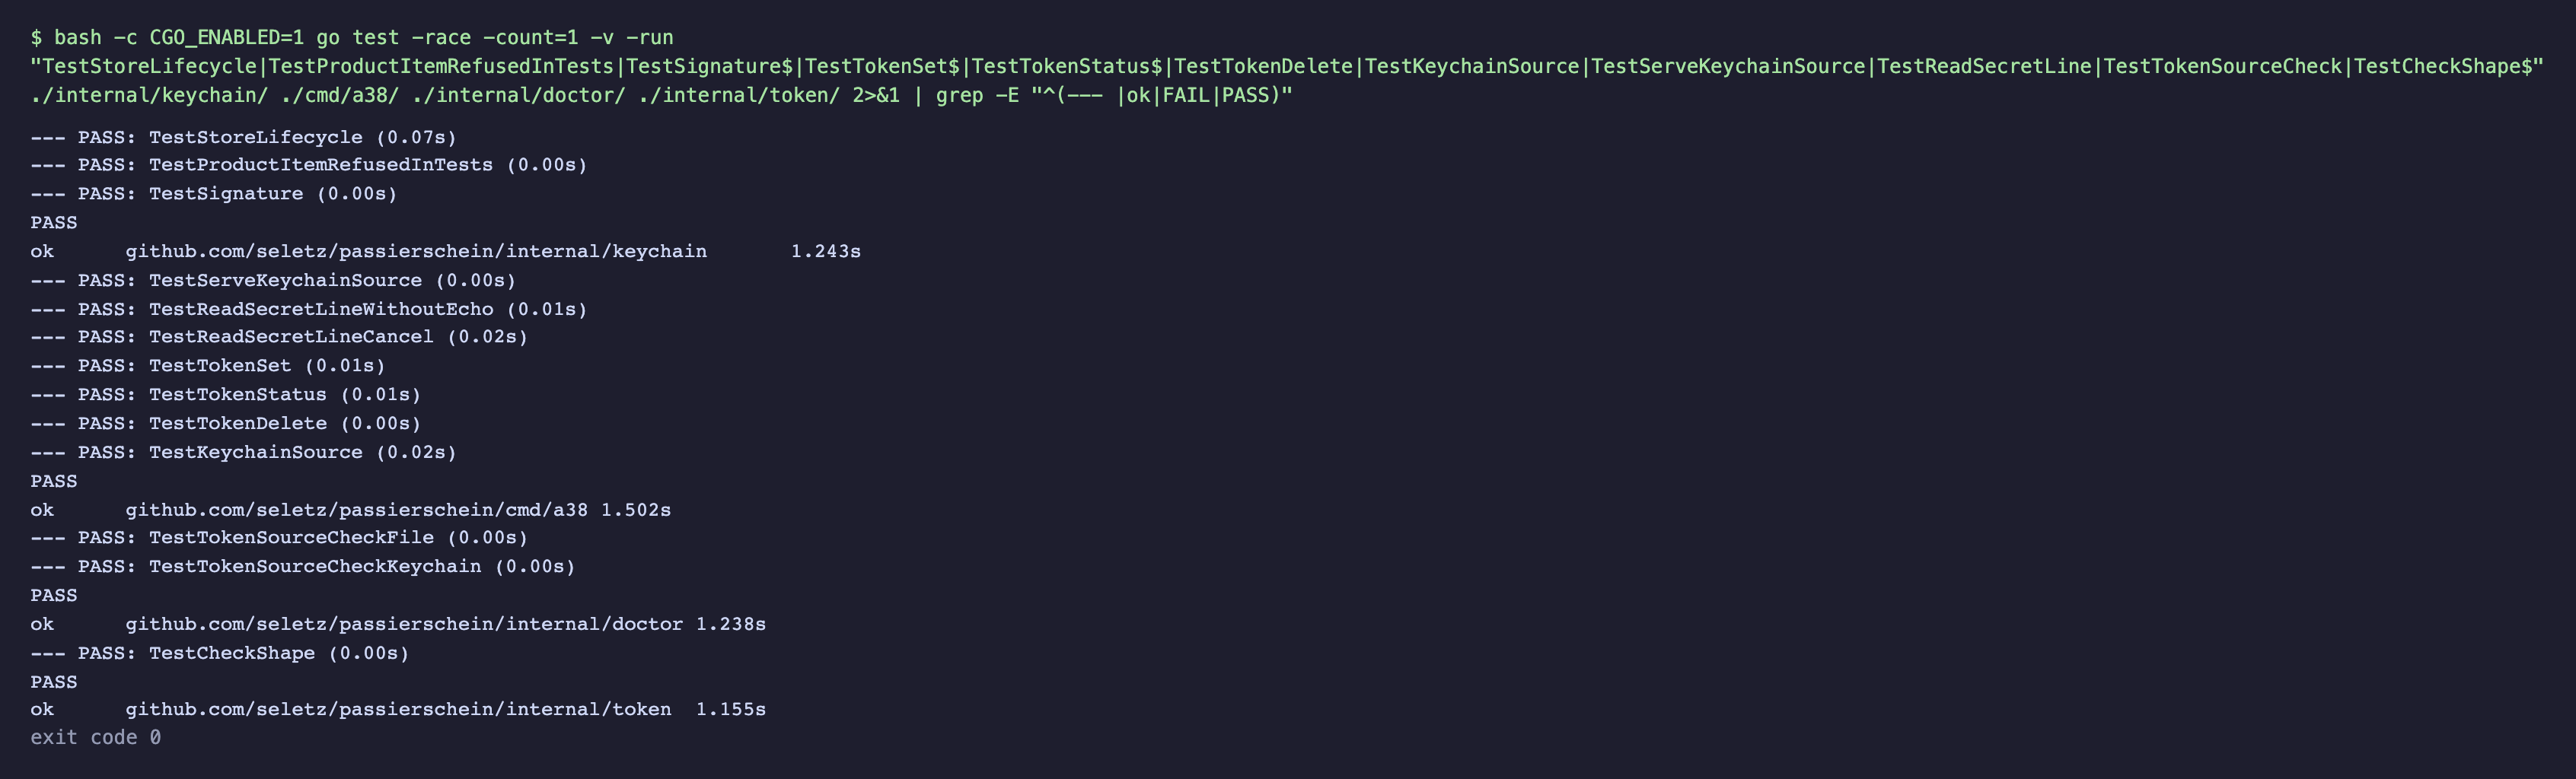 $ bash -c CGO_ENABLED=1 go test -race -count=1 -v -run
"TestStoreLifecycle|TestProductItemRefusedInTests|TestSignature$|TestTokenSet$|TestTokenStatus$|TestTokenDelete|TestKeychainSource|TestServeKeychainSource|TestReadSecretLine|TestTokenSourceCheck|TestCheckShape$"
./internal/keychain/ ./cmd/a38/ ./internal/doctor/ ./internal/token/ 2>&1 | grep -E "^(--- |ok|FAIL|PASS)"
--- PASS: TestStoreLifecycle (0.07s)
--- PASS: TestProductItemRefusedInTests (0.00s)
--- PASS: TestSignature (0.00s)
PASS
ok      github.com/seletz/passierschein/internal/keychain       1.243s
--- PASS: TestServeKeychainSource (0.00s)
--- PASS: TestReadSecretLineWithoutEcho (0.01s)
--- PASS: TestReadSecretLineCancel (0.02s)
--- PASS: TestTokenSet (0.01s)
--- PASS: TestTokenStatus (0.01s)
--- PASS: TestTokenDelete (0.00s)
--- PASS: TestKeychainSource (0.02s)
PASS
ok      github.com/seletz/passierschein/cmd/a38 1.502s
--- PASS: TestTokenSourceCheckFile (0.00s)
--- PASS: TestTokenSourceCheckKeychain (0.00s)
PASS
ok      github.com/seletz/passierschein/internal/doctor 1.238s
--- PASS: TestCheckShape (0.00s)
PASS
ok      github.com/seletz/passierschein/internal/token  1.155s
exit code 0